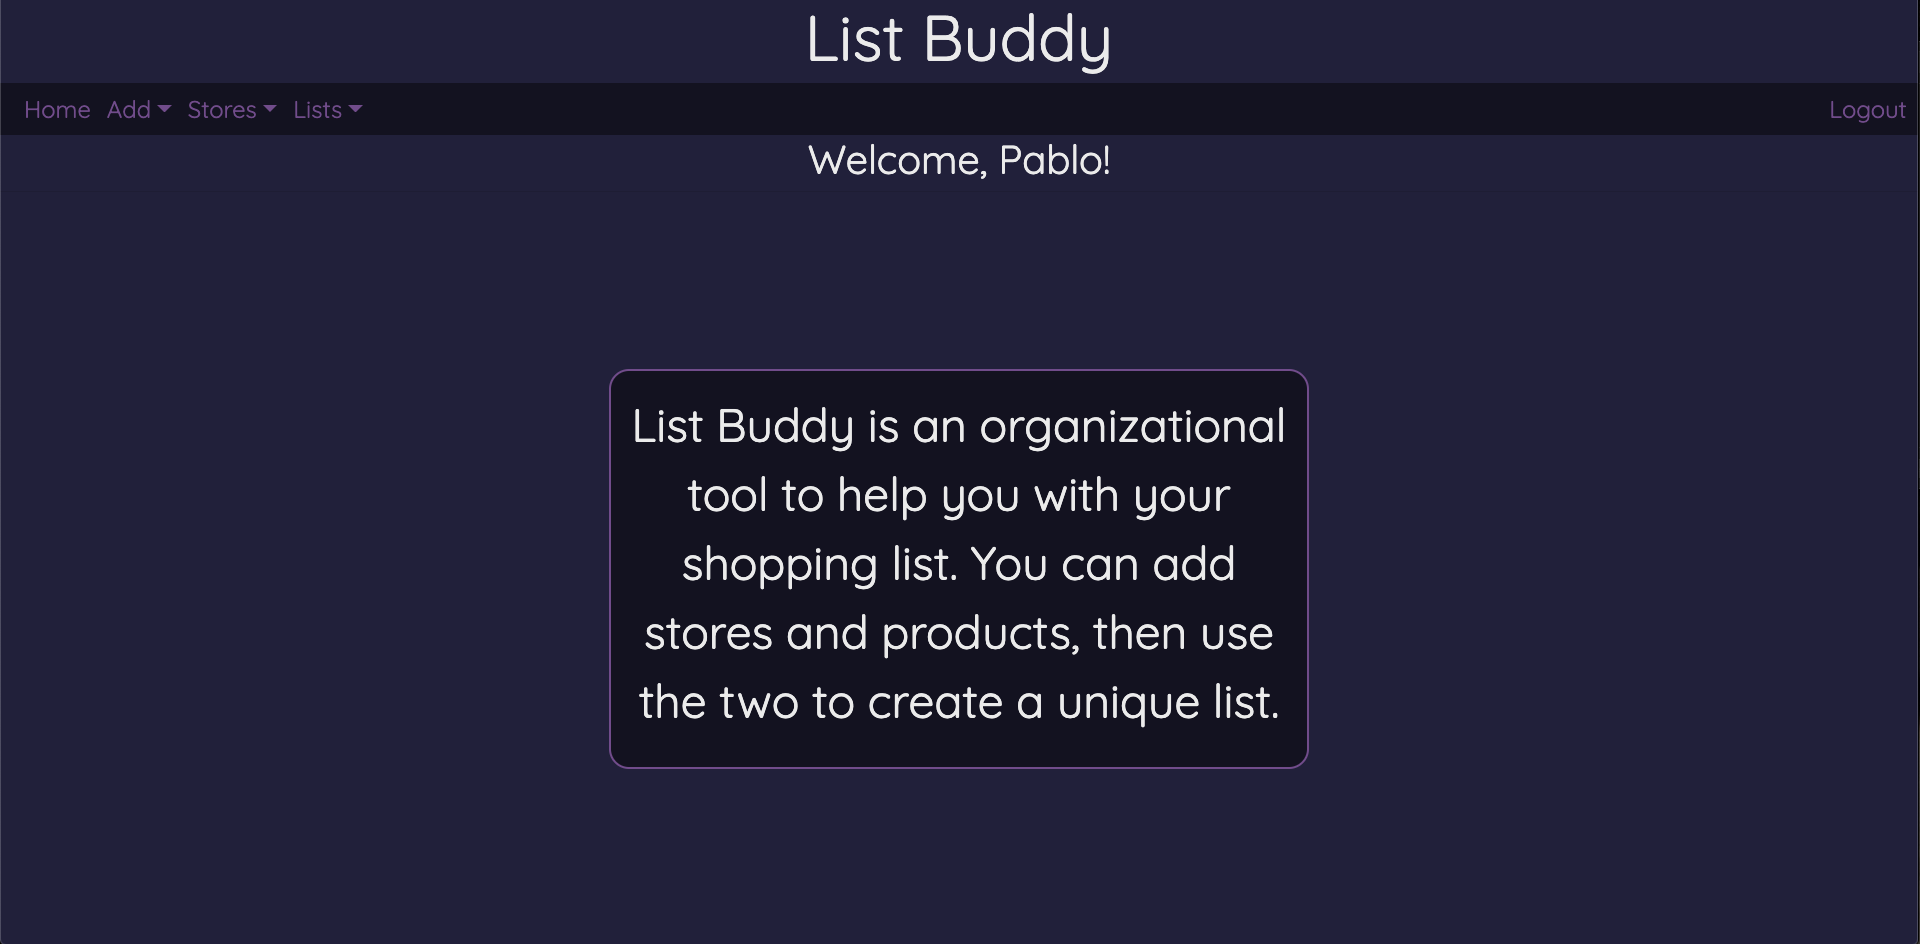 List Buddy
Home Add Stores Lists Logout
Welcome, Pablo!
List Buddy is an organizational
tool to help you with your
shopping list. You can add
stores and products, then use
the two to create a unique list.